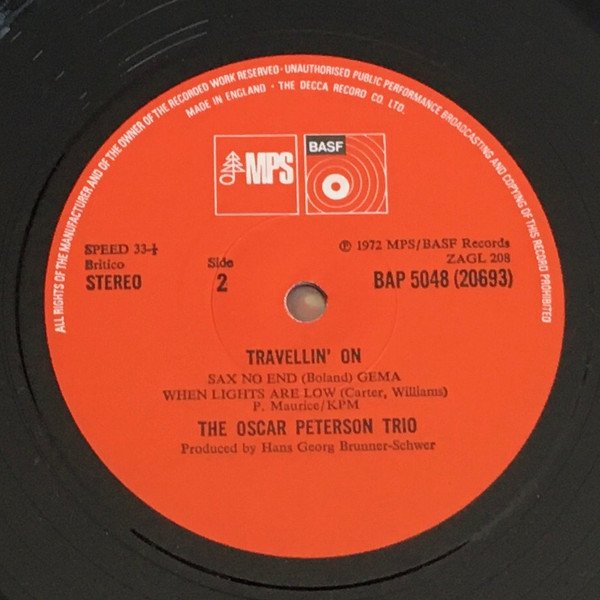 ALL RIGHTS OF THE MANUFACTURER AND OF THE OWNER OF THE RECORDED WORK RESERVED · UNAUTHORISED PUBLIC PERFORMANCE BROADCASTING AND COPYING OF THIS RECORD PROHIBITED
MADE IN ENGLAND · THE DECCA RECORD CO. LTD.
MPS BASF
SPEED 33⅓ Side ℗ 1972 MPS/BASF Records
Britico ZAGL 208
STEREO 2 BAP 5048 (20693)
TRAVELLIN' ON
SAX NO END (Boland) GEMA
WHEN LIGHTS ARE LOW (Carter, Williams)
P. Maurice/KPM
THE OSCAR PETERSON TRIO
Produced by Hans Georg Brunner-Schwer